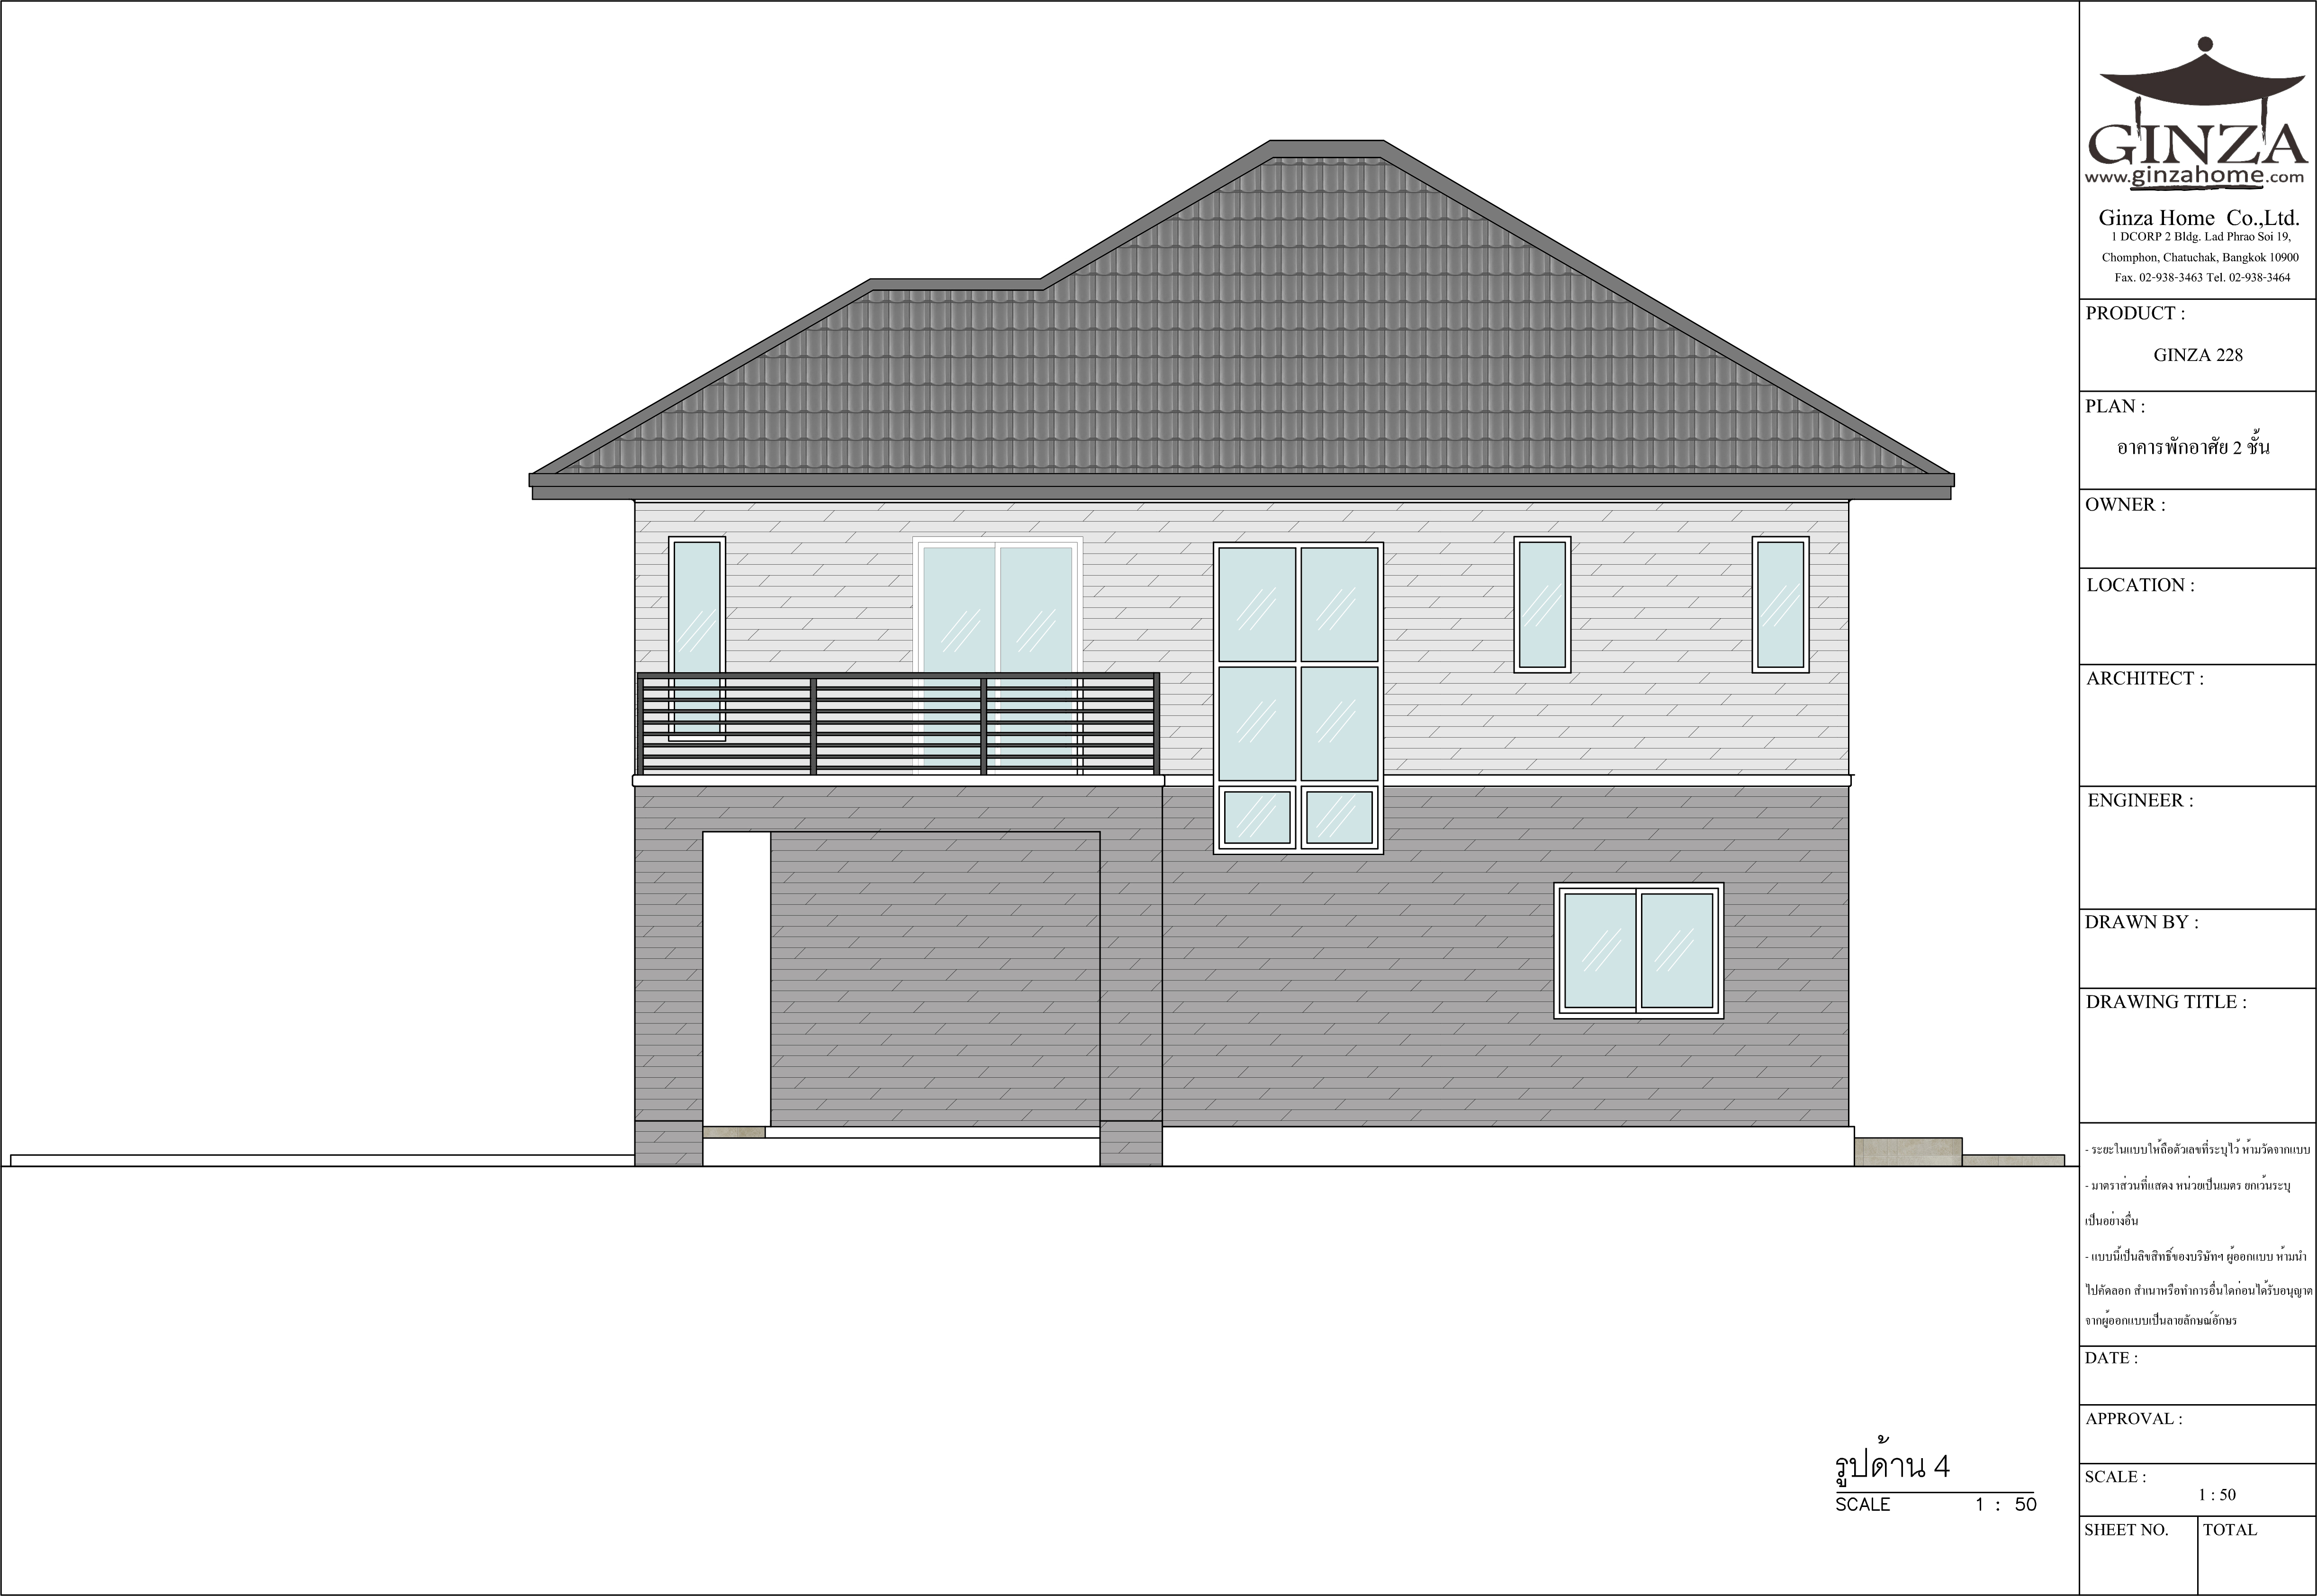 GINZA
www.ginzahome.com
Ginza Home Co.,Ltd.
1 DCORP 2 Bldg. Lad Phrao Soi 19,
Chomphon, Chatuchak, Bangkok 10900
Fax. 02-938-3463 Tel. 02-938-3464
PRODUCT :
GINZA 228
PLAN :
อาคารพักอาศัย 2 ชั้น
OWNER :
LOCATION :
ARCHITECT :
ENGINEER :
DRAWN BY :
DRAWING TITLE :
- ระยะในแบบให้ถือตัวเลขที่ระบุไว้ ห้ามวัดจากแบบ
- มาตราส่วนที่แสดง หน่วยเป็นเมตร ยกเว้นระบุ
เป็นอย่างอื่น
- แบบนี้เป็นลิขสิทธิ์ของบริษัทฯ ผู้ออกแบบ ห้ามนำ
ไปคัดลอก สำเนาหรือทำการอื่นใดก่อนได้รับอนุญาต
จากผู้ออกแบบเป็นลายลักษณ์อักษร
DATE :
APPROVAL :
SCALE :
1 : 50
SHEET NO. TOTAL
รูปด้าน 4
SCALE 1 : 50